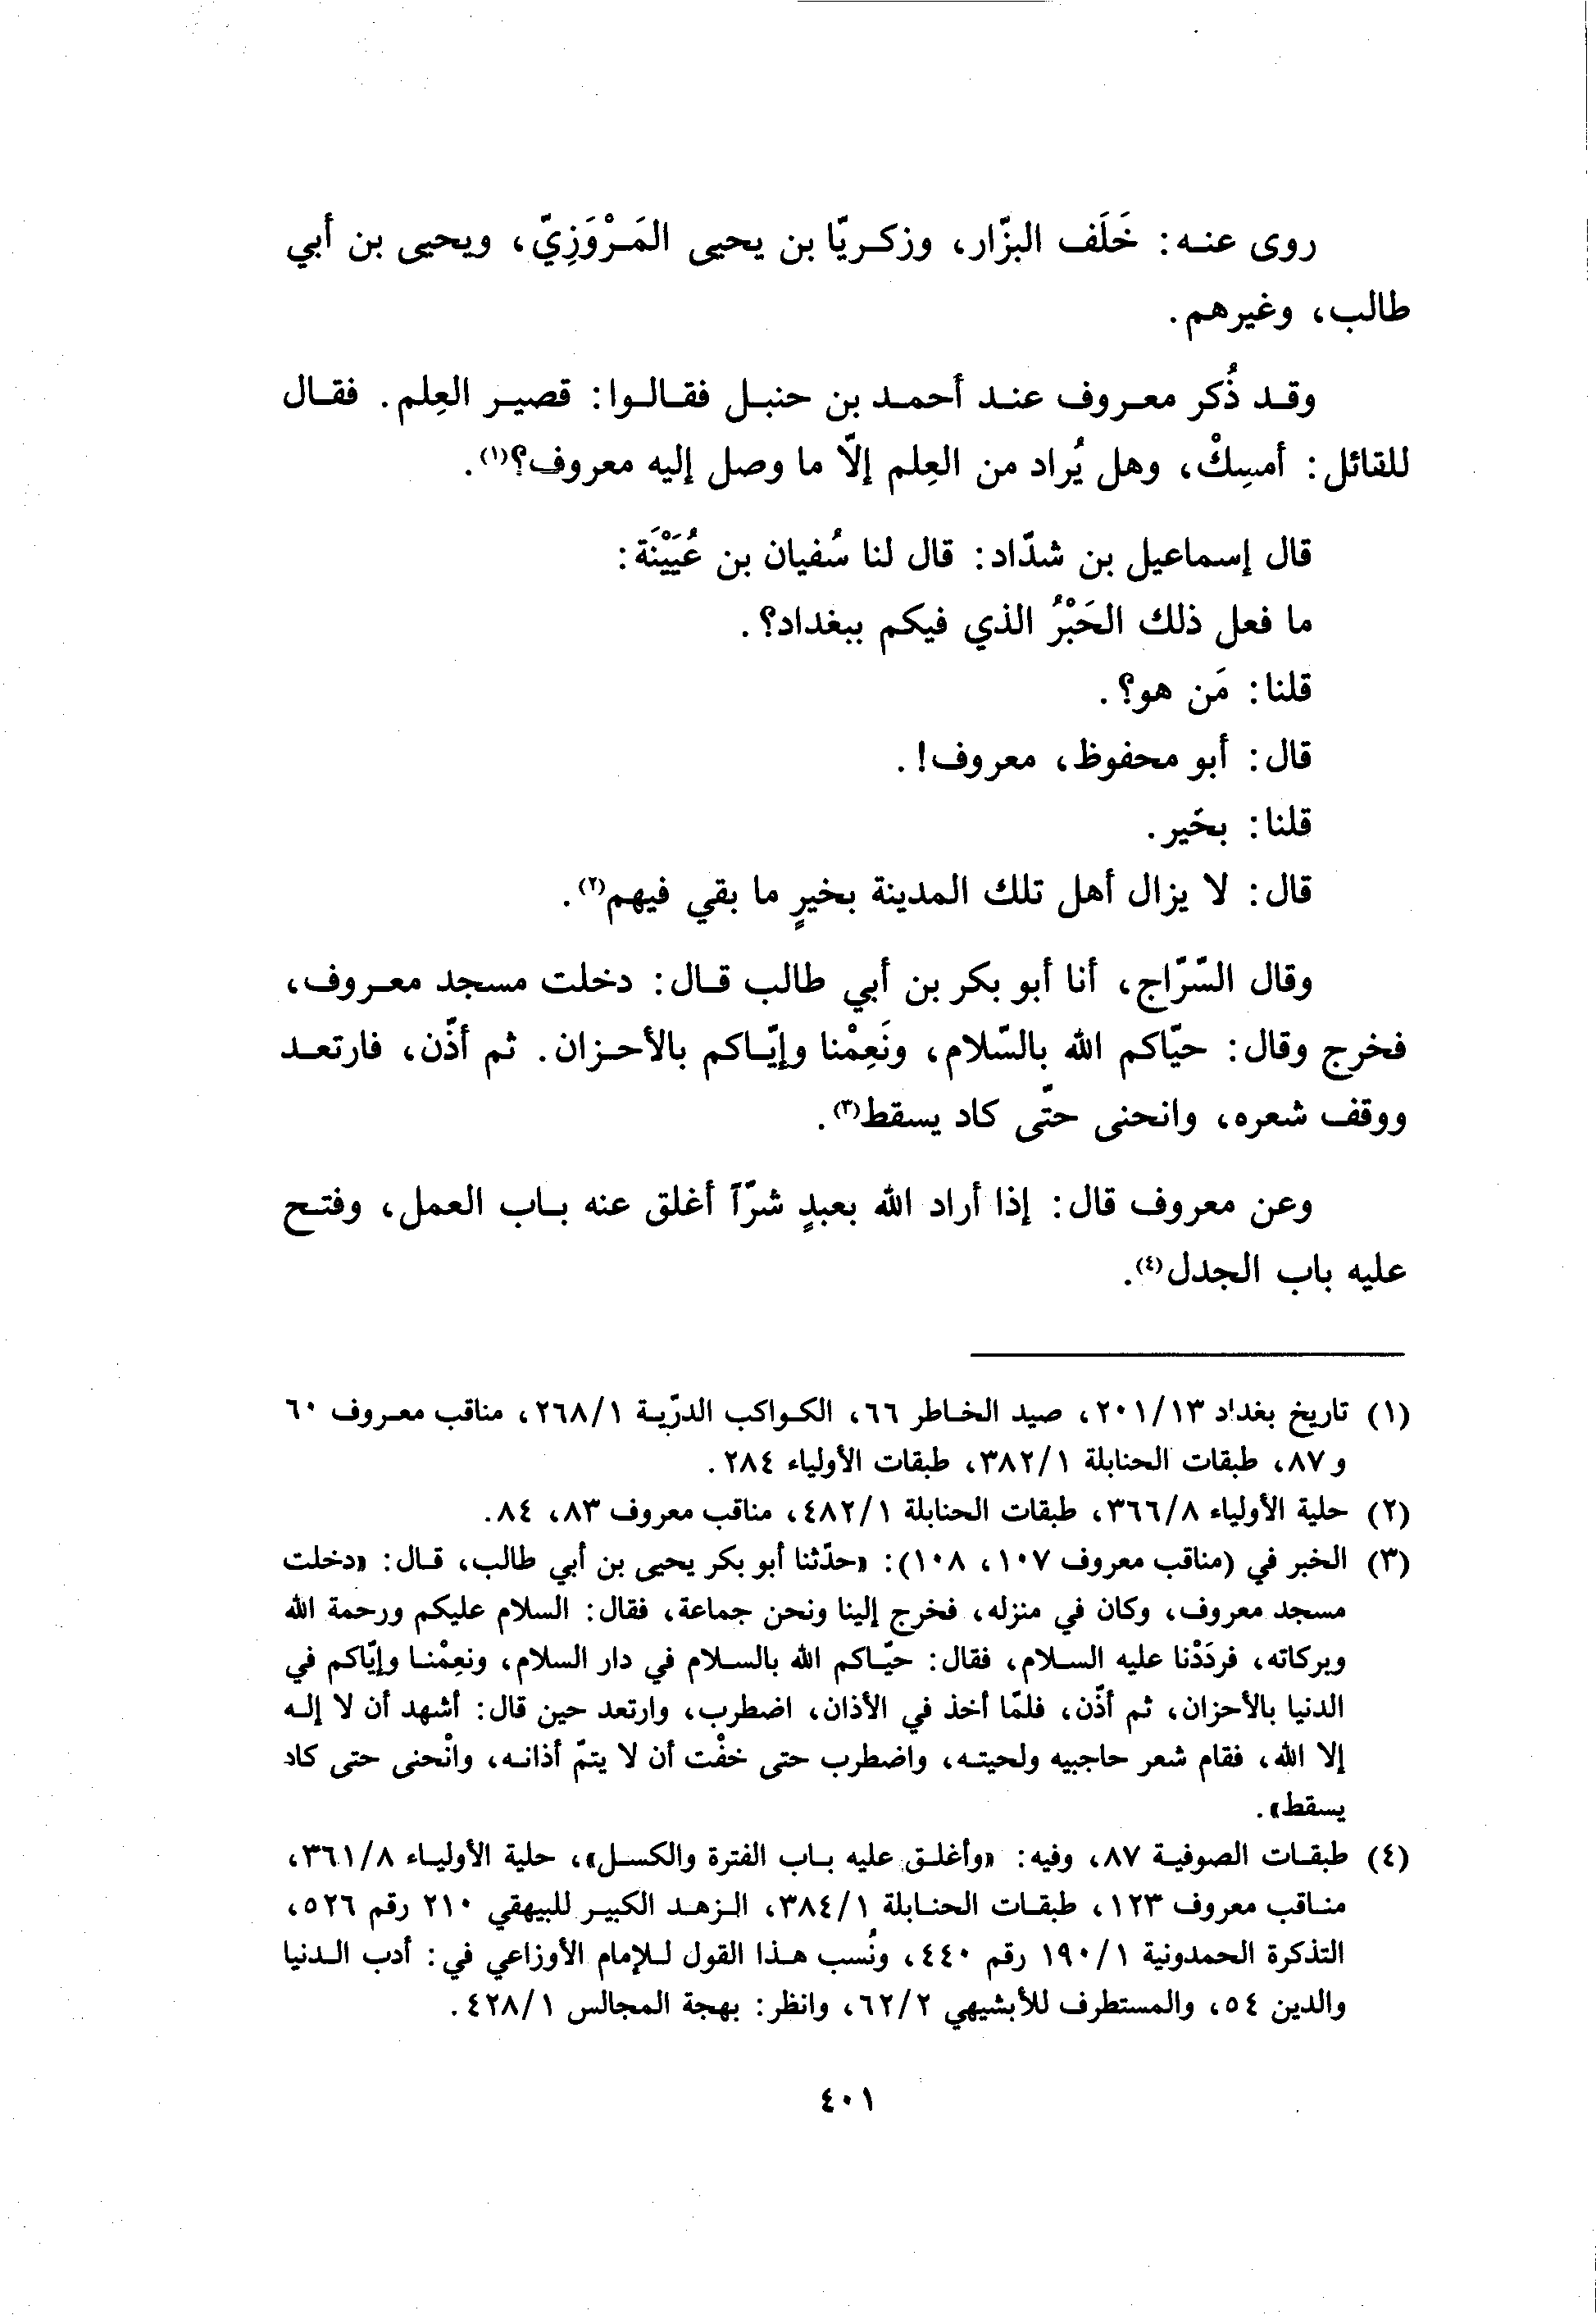 روى عنه: خَلَف البزّار، وزكريّا بن يحيى المَرْوَزِيّ، ويحيى بن أبي
طالب، وغيرهم.
وقد ذُكر معروف عند أحمد بن حنبل فقالوا: قصير العِلم. فقال
للقائل: أمسِكْ، وهل يُراد من العِلم إلّا ما وصل إليه معروف؟(١).
قال إسماعيل بن شدّاد: قال لنا سُفيان بن عُيَيْنَة:
ما فعل ذلك الحَبْرُ الذي فيكم ببغداد؟.
قلنا: مَن هو؟.
قال: أبو محفوظ، معروف!.
قلنا: بخير.
قال: لا يزال أهل تلك المدينة بخيرٍ ما بقي فيهم(٢).
وقال السّرّاج، أنا أبو بكر بن أبي طالب قال: دخلت مسجد معروف،
فخرج وقال: حيّاكم الله بالسّلام، ونَعِمْنا وإيّاكم بالأحزان. ثم أذّن، فارتعد
ووقف شعره، وانحنى حتّى كاد يسقط(٣).
وعن معروف قال: إذا أراد الله بعبدٍ شرّاً أغلق عنه باب العمل، وفتح
عليه باب الجدل(٤).
(١) تاريخ بغداد ٢٠١/١٣، صيد الخاطر ٦٦، الكواكب الدرّية ٢٦٨/١، مناقب معروف ٦٠
و ٨٧، طبقات الحنابلة ٣٨٢/١، طبقات الأولياء ٢٨٤.
(٢) حلية الأولياء ٣٦٦/٨، طبقات الحنابلة ٤٨٢/١، مناقب معروف ٨٣، ٨٤.
(٣) الخبر في (مناقب معروف ١٠٧، ١٠٨): «حدّثنا أبو بكر يحيى بن أبي طالب، قال: «دخلت
مسجد معروف، وكان في منزله، فخرج إلينا ونحن جماعة، فقال: السلام عليكم ورحمة الله
وبركاته، فردَدْنا عليه السلام، فقال: حيّاكم الله بالسلام في دار السلام، ونعِمْنا وإيّاكم في
الدنيا بالأحزان، ثم أذّن، فلمّا أخذ في الأذان، اضطرب، وارتعد حين قال: أشهد أن لا إله
إلا الله، فقام شعر حاجبيه ولحيته، واضطرب حتى خفْت أن لا يتمّ أذانه، وانْحنى حتى كاد
يسقط».
(٤) طبقات الصوفية ٨٧، وفيه: «وأغلق عليه باب الفترة والكسل»، حلية الأولياء ٣٦١/٨،
مناقب معروف ١٢٣، طبقات الحنابلة ٣٨٤/١، الزهد الكبير للبيهقي ٢١٠ رقم ٥٢٦،
التذكرة الحمدونية ١٩٠/١ رقم ٤٤٠، ونُسب هذا القول للإمام الأوزاعي في: أدب الدنيا
والدين ٥٤، والمستطرف للأبشيهي ٦٢/٢، وانظر: بهجة المجالس ٤٢٨/١.
٤٠١